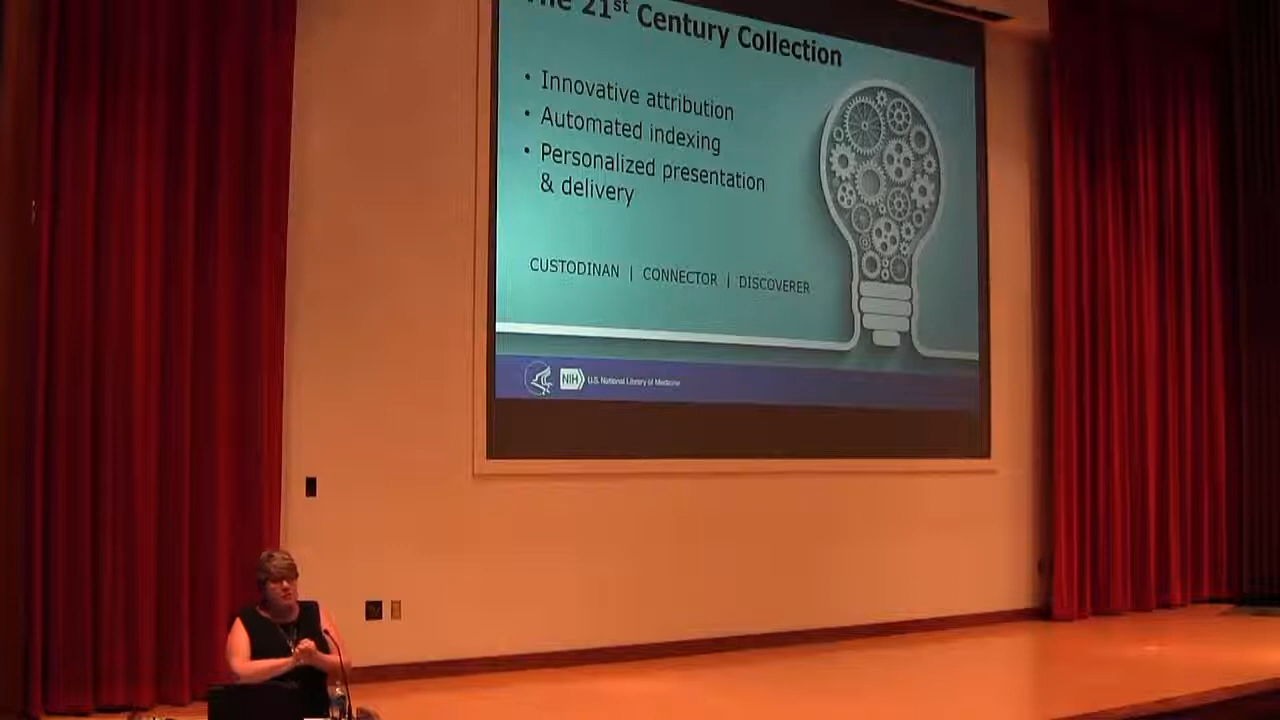 The 21st Century Collection
• Innovative attribution
• Automated indexing
• Personalized presentation
& delivery
CUSTODINAN | CONNECTOR | DISCOVERER
NIH U.S. National Library of Medicine